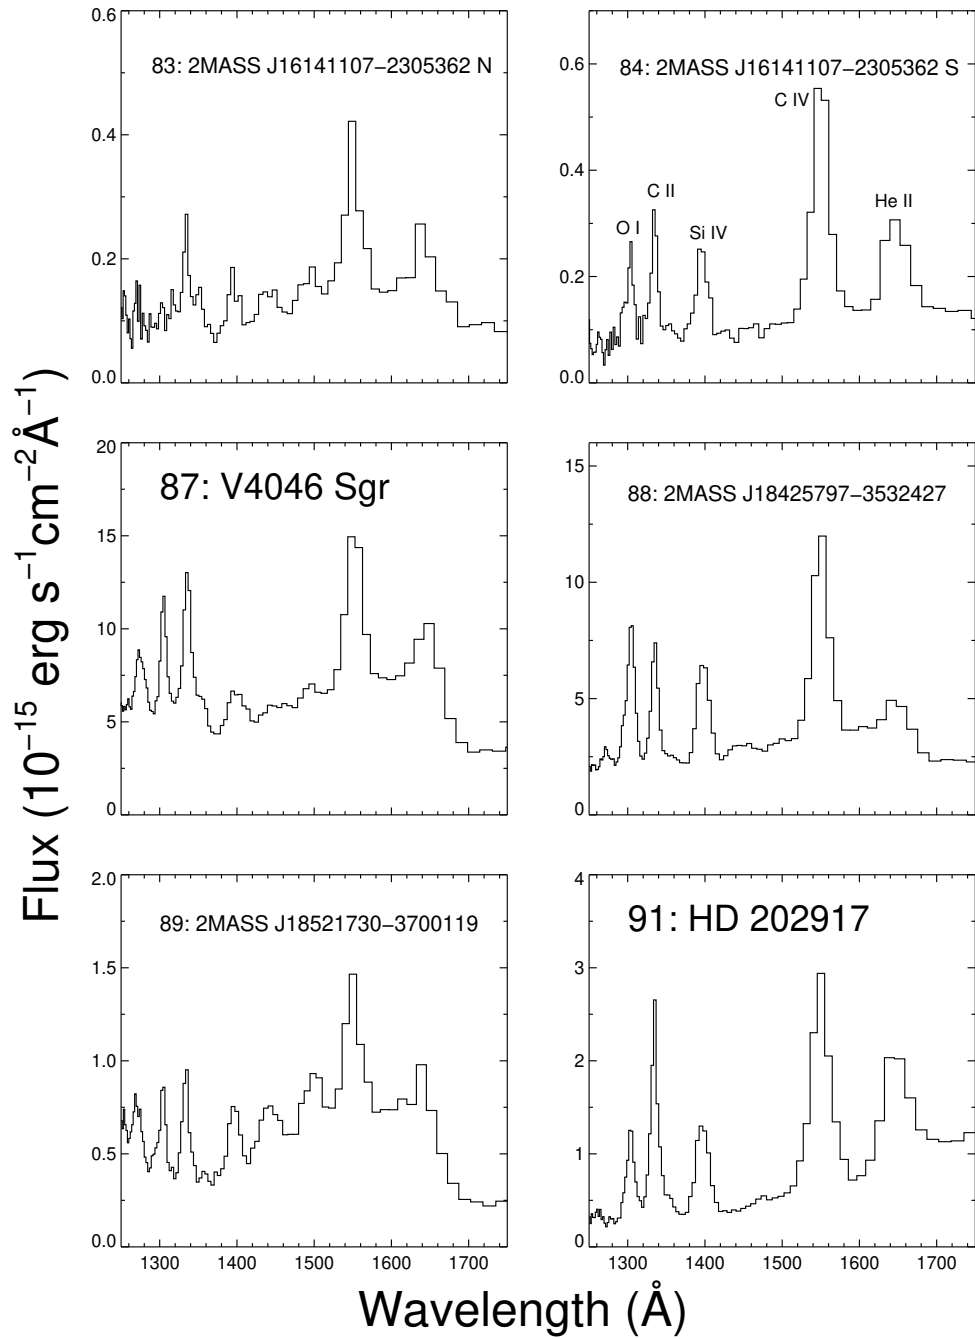 83: 2MASS J16141107−2305362 N
0.6
0.4
0.2
0.0
84: 2MASS J16141107−2305362 S
C IV
O I
C II
Si IV
He II
0.6
0.4
0.2
0.0
87: V4046 Sgr
20
15
10
5
0
88: 2MASS J18425797−3532427
15
10
5
0
89: 2MASS J18521730−3700119
2.0
1.5
1.0
0.5
0.0
1300 1400 1500 1600 1700
91: HD 202917
4
3
2
1
0
1300 1400 1500 1600 1700
Flux (10−15 erg s−1cm−2Å−1)
Wavelength (Å)